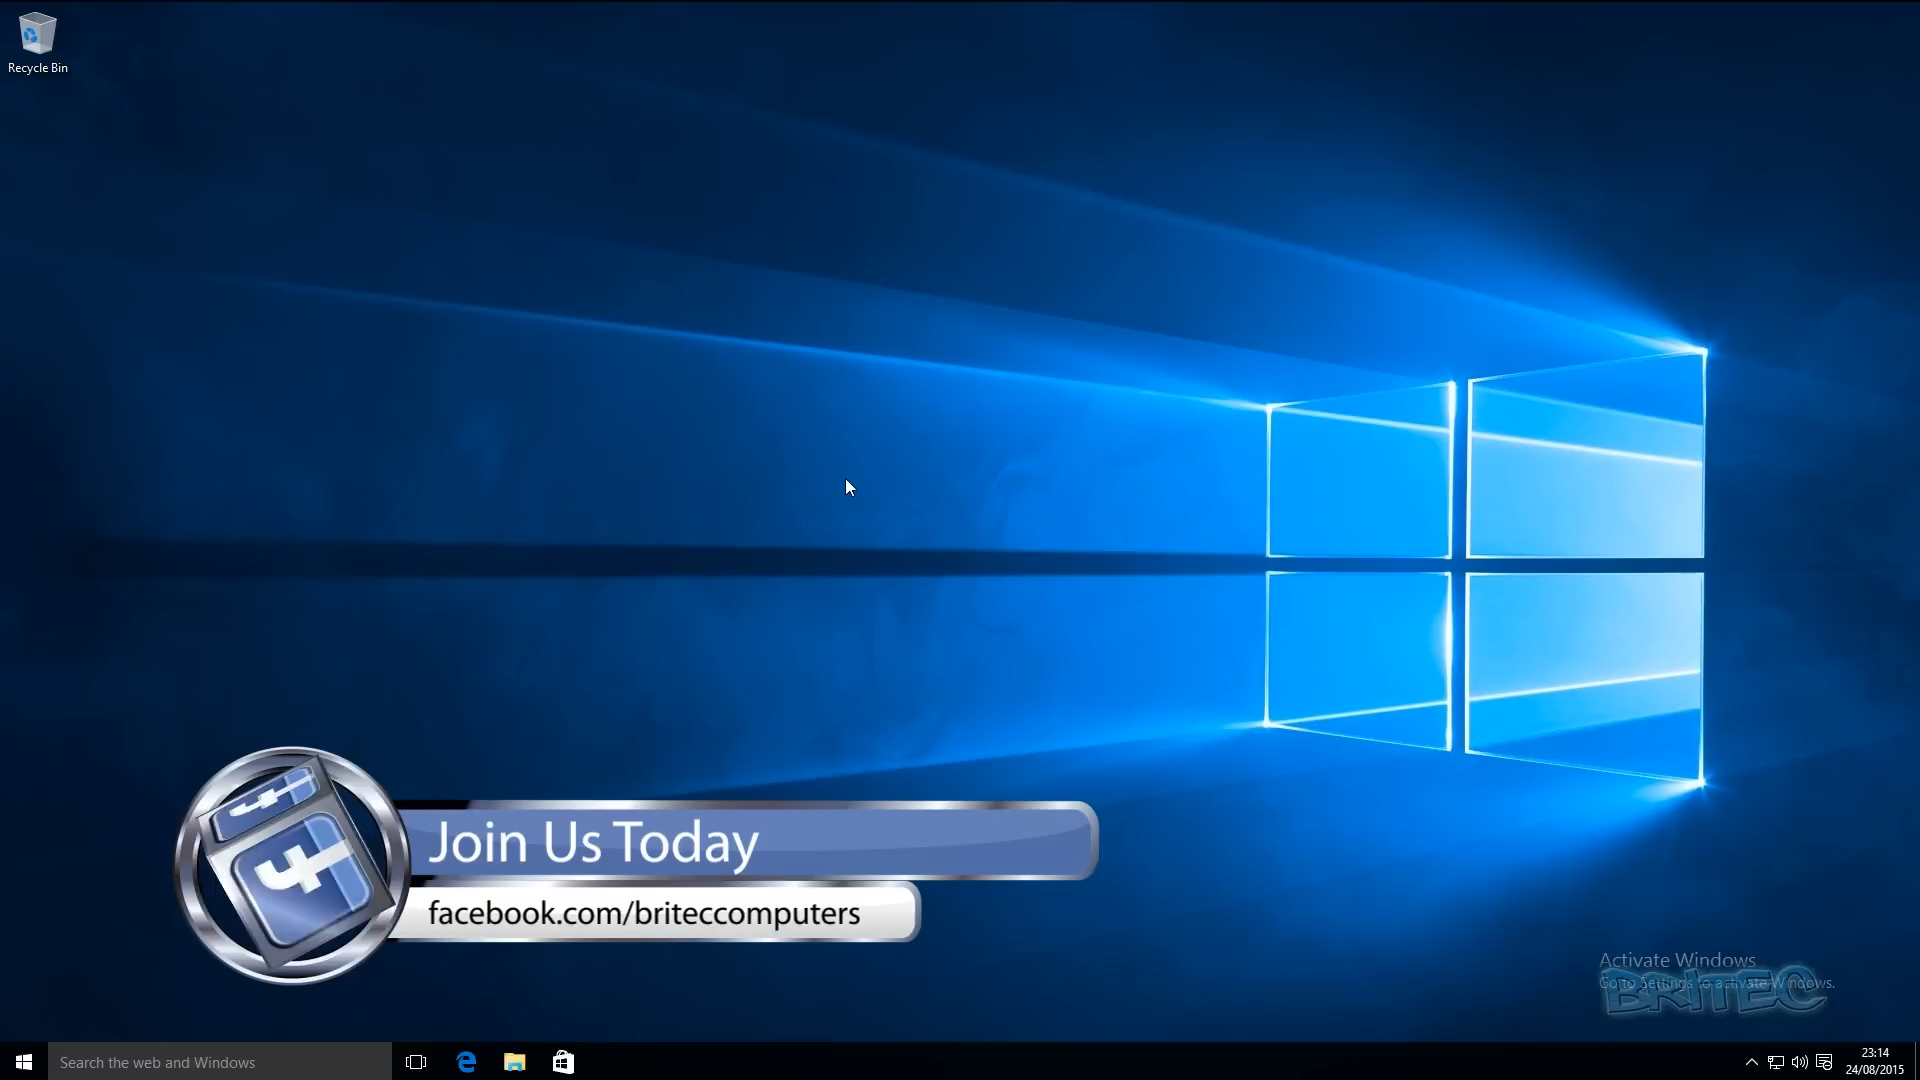 Recycle Bin
Join Us Today
facebook.com/briteccomputers
Activate Windows
Go to Settings to activate Windows.
BRITEC
Search the web and Windows
23:14
24/08/2015